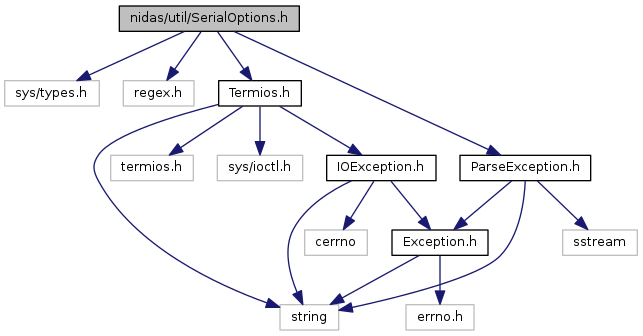 nidas/util/SerialOptions.h
sys/types.h
regex.h
Termios.h
termios.h
sys/ioctl.h
IOException.h
ParseException.h
cerrno
Exception.h
sstream
string
errno.h